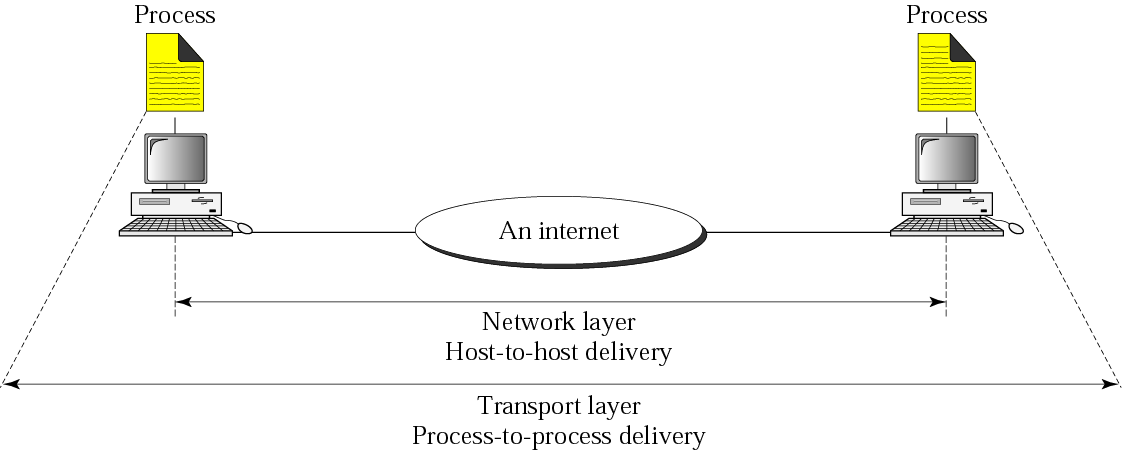 Process
Process
An internet
Network layer
Host-to-host delivery
Transport layer
Process-to-process delivery